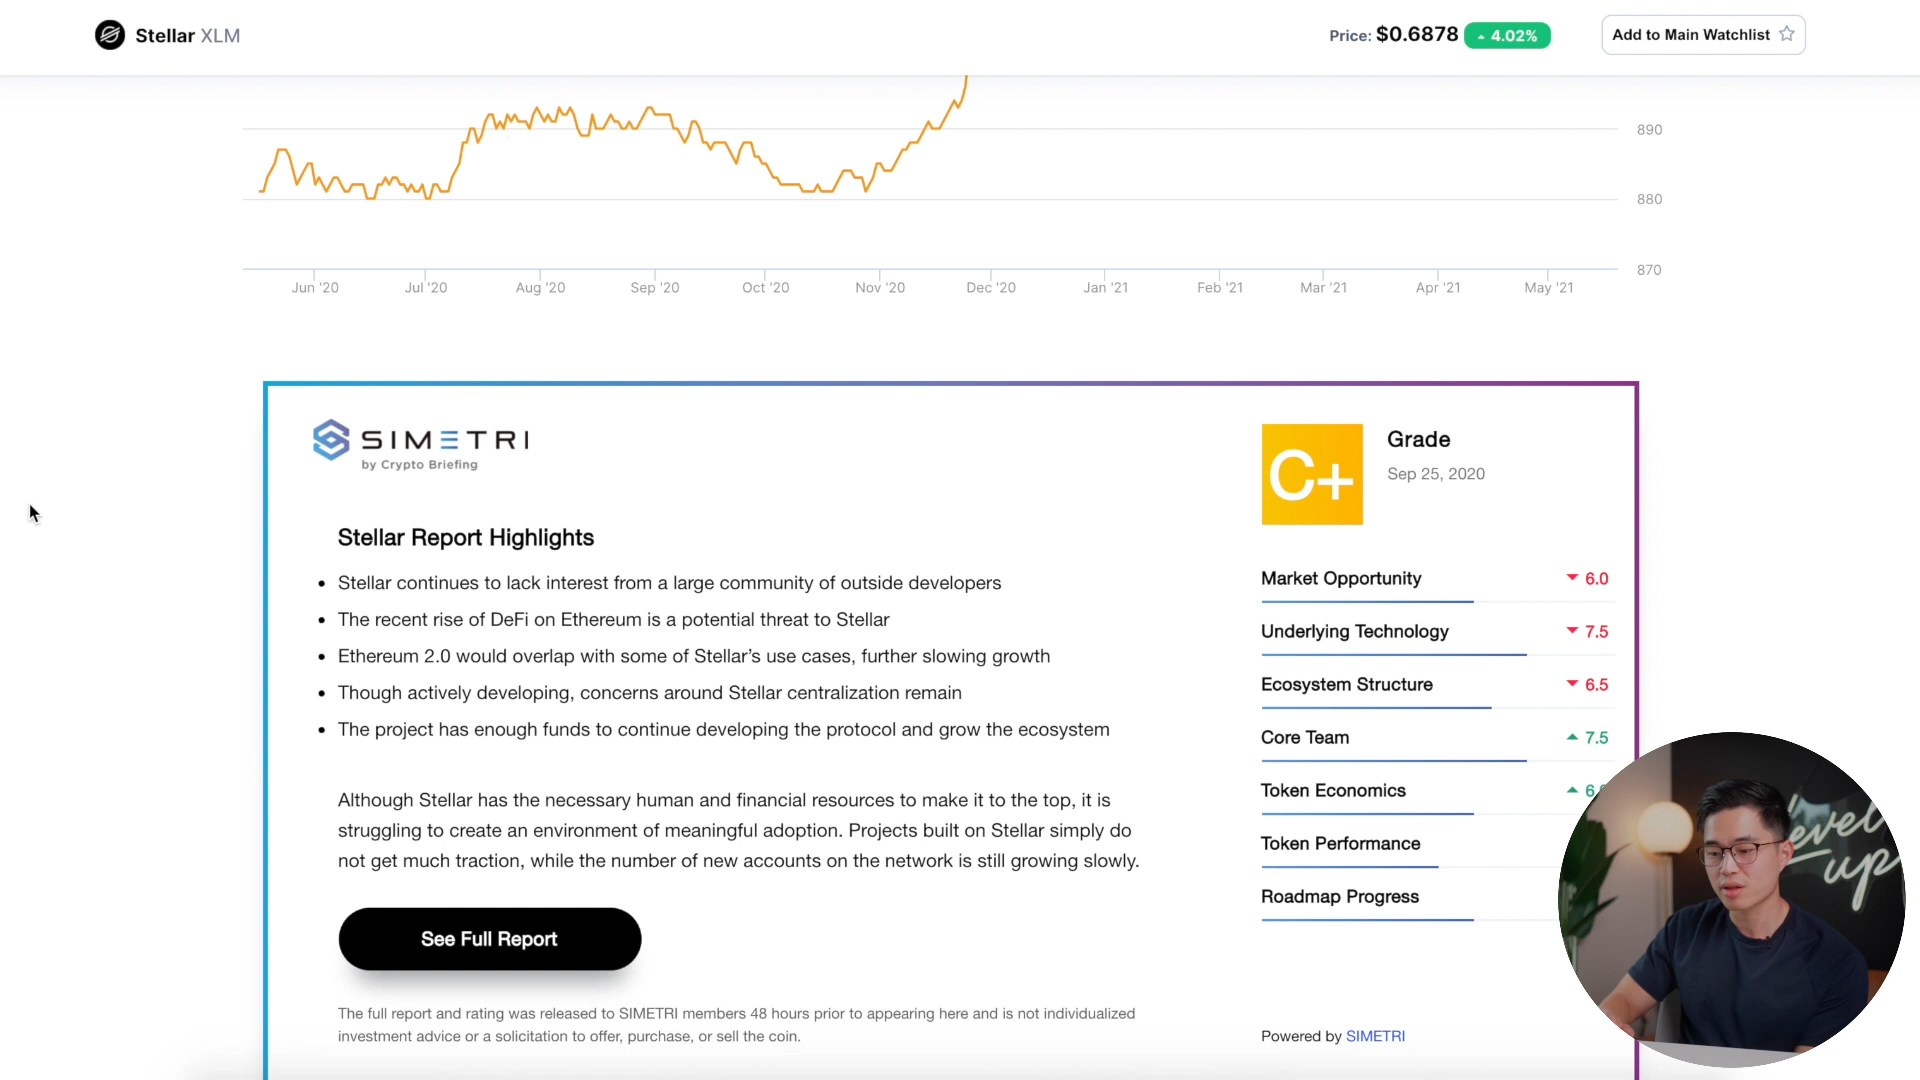 Stellar XLM
Price: $0.6878 4.02%
Add to Main Watchlist
890
880
870
Jun '20 Jul '20 Aug '20 Sep '20 Oct '20 Nov '20 Dec '20 Jan '21 Feb '21 Mar '21 Apr '21 May '21
SIMETRI
by Crypto Briefing
C+
Grade
Sep 25, 2020
Stellar Report Highlights
• Stellar continues to lack interest from a large community of outside developers
• The recent rise of DeFi on Ethereum is a potential threat to Stellar
• Ethereum 2.0 would overlap with some of Stellar's use cases, further slowing growth
• Though actively developing, concerns around Stellar centralization remain
• The project has enough funds to continue developing the protocol and grow the ecosystem
Although Stellar has the necessary human and financial resources to make it to the top, it is
struggling to create an environment of meaningful adoption. Projects built on Stellar simply do
not get much traction, while the number of new accounts on the network is still growing slowly.
See Full Report
The full report and rating was released to SIMETRI members 48 hours prior to appearing here and is not individualized
investment advice or a solicitation to offer, purchase, or sell the coin.
Market Opportunity 6.0
Underlying Technology 7.5
Ecosystem Structure 6.5
Core Team 7.5
Token Economics
Token Performance
Roadmap Progress
Powered by SIMETRI
level
up